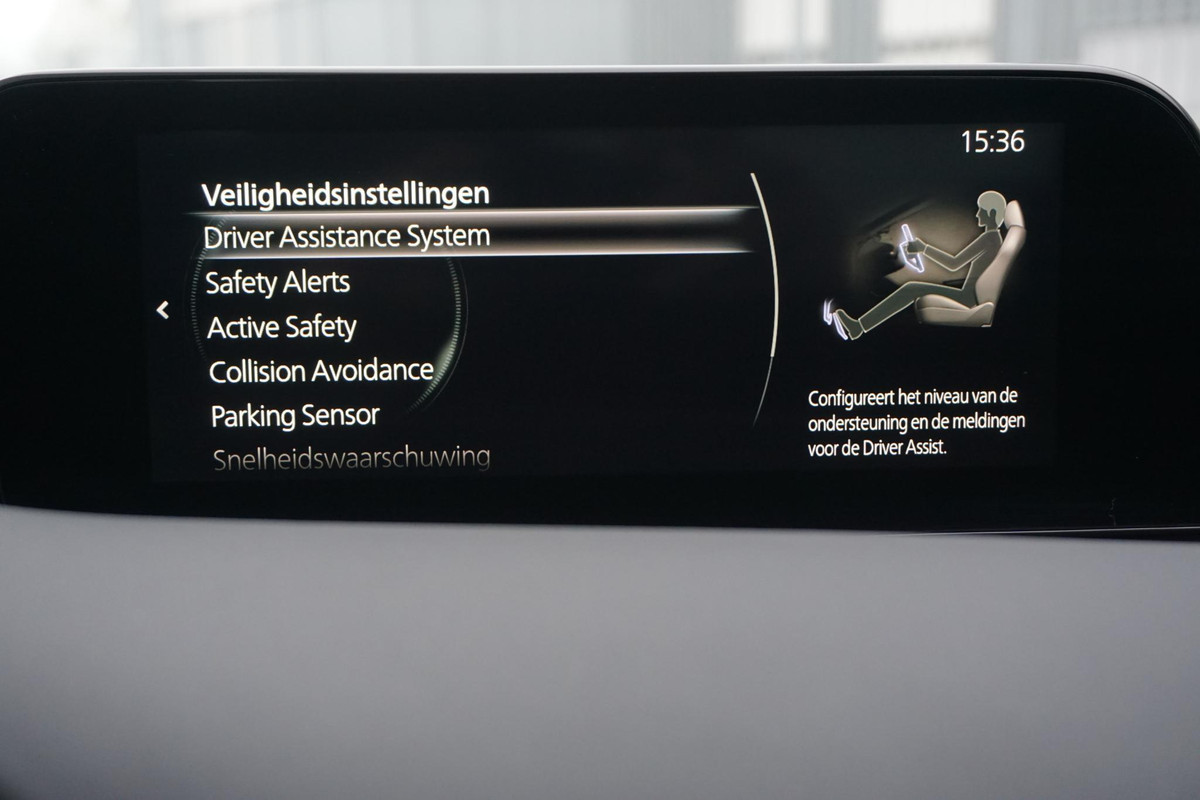 15:36
Veiligheidsinstellingen
Driver Assistance System
Safety Alerts
Active Safety
Collision Avoidance
Parking Sensor
Snelheidswaarschuwing
Configureert het niveau van de
ondersteuning en de meldingen
voor de Driver Assist.